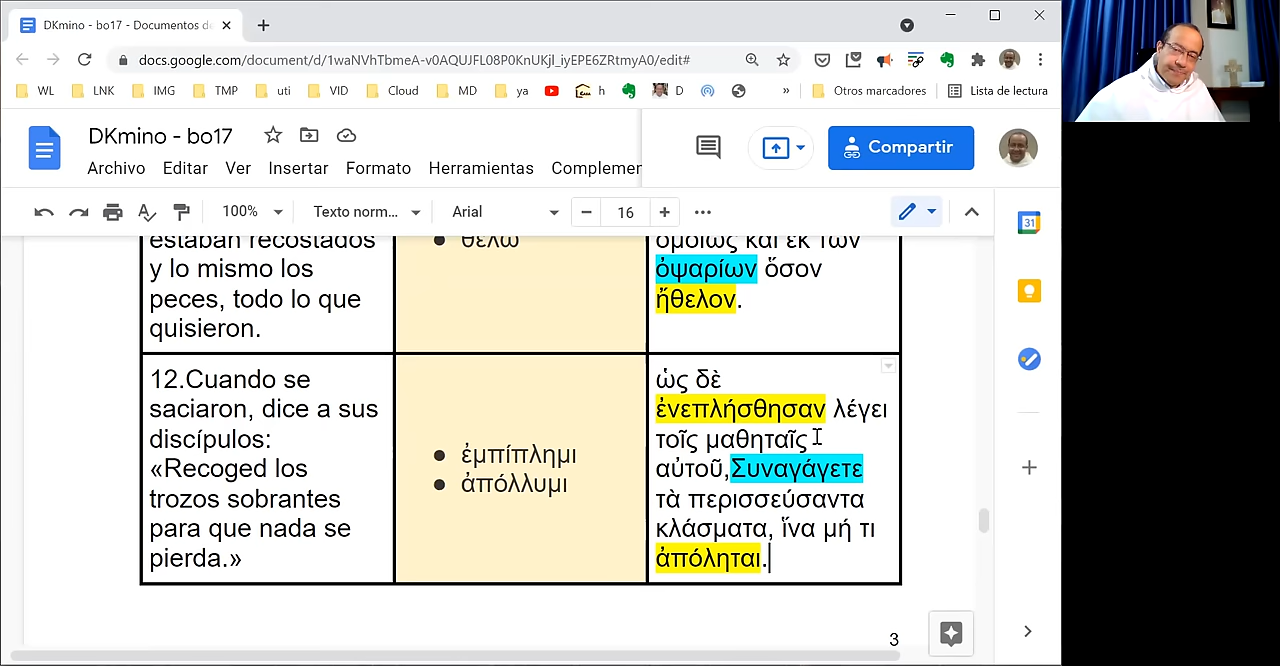 DKmino - bo17 - Documentos de
docs.google.com/document/d/1waNVhTbmeA-v0AQUJFL08P0KnUKjl_iyEPE6ZRtmyA0/edit#
WL LNK IMG TMP uti VID Cloud MD ya h D » Otros marcadores Lista de lectura
DKmino - bo17
Archivo Editar Ver Insertar Formato Herramientas Complemen
Compartir
100% Texto norm... Arial 16
31
estaban recostados
y lo mismo los
peces, todo lo que
quisieron.
θέλω
ὁμοίως καὶ ἐκ τῶν
ὀψαρίων ὅσον
ἤθελον.
12.Cuando se
saciaron, dice a sus
discípulos:
«Recoged los
trozos sobrantes
para que nada se
pierda.»
ἐμπίπλημι
ἀπόλλυμι
ὡς δὲ
ἐνεπλήσθησαν λέγει
τοῖς μαθηταῖς
αὐτοῦ,Συναγάγετε
τὰ περισσεύσαντα
κλάσματα, ἵνα μή τι
ἀπόληται.
3